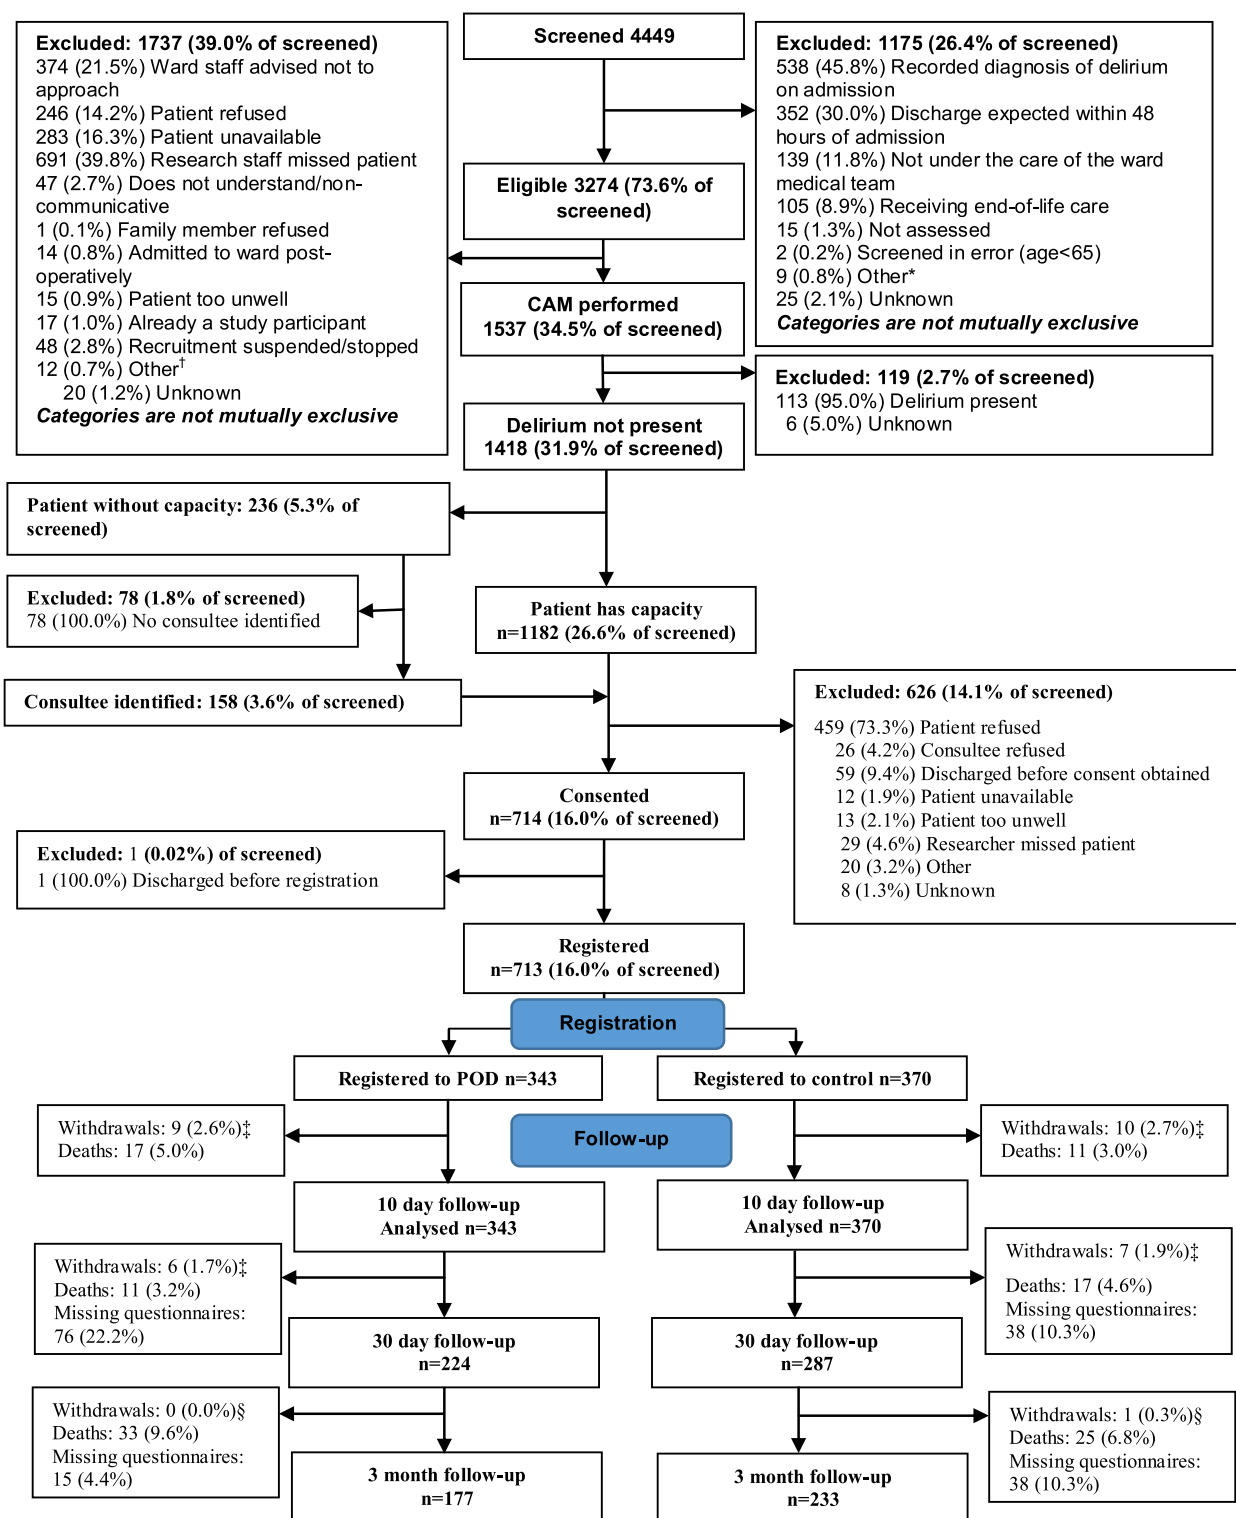 Screened 4449
Excluded: 1737 (39.0% of screened)
374 (21.5%) Ward staff advised not to
approach
246 (14.2%) Patient refused
283 (16.3%) Patient unavailable
691 (39.8%) Research staff missed patient
47 (2.7%) Does not understand/non-
communicative
1 (0.1%) Family member refused
14 (0.8%) Admitted to ward post-
operatively
15 (0.9%) Patient too unwell
17 (1.0%) Already a study participant
48 (2.8%) Recruitment suspended/stopped
12 (0.7%) Other†
20 (1.2%) Unknown
Categories are not mutually exclusive
Excluded: 1175 (26.4% of screened)
538 (45.8%) Recorded diagnosis of delirium
on admission
352 (30.0%) Discharge expected within 48
hours of admission
139 (11.8%) Not under the care of the ward
medical team
105 (8.9%) Receiving end-of-life care
15 (1.3%) Not assessed
2 (0.2%) Screened in error (age<65)
9 (0.8%) Other*
25 (2.1%) Unknown
Categories are not mutually exclusive
Eligible 3274 (73.6% of
screened)
CAM performed
1537 (34.5% of screened)
Excluded: 119 (2.7% of screened)
113 (95.0%) Delirium present
6 (5.0%) Unknown
Delirium not present
1418 (31.9% of screened)
Patient without capacity: 236 (5.3% of
screened)
Excluded: 78 (1.8% of screened)
78 (100.0%) No consultee identified
Patient has capacity
n=1182 (26.6% of screened)
Consultee identified: 158 (3.6% of screened)
Excluded: 626 (14.1% of screened)
459 (73.3%) Patient refused
26 (4.2%) Consultee refused
59 (9.4%) Discharged before consent obtained
12 (1.9%) Patient unavailable
13 (2.1%) Patient too unwell
29 (4.6%) Researcher missed patient
20 (3.2%) Other
8 (1.3%) Unknown
Consented
n=714 (16.0% of screened)
Excluded: 1 (0.02%) of screened)
1 (100.0%) Discharged before registration
Registered
n=713 (16.0% of screened)
Registration
Registered to POD n=343
Registered to control n=370
Withdrawals: 9 (2.6%)‡
Deaths: 17 (5.0%)
Follow-up
Withdrawals: 10 (2.7%)‡
Deaths: 11 (3.0%)
10 day follow-up
Analysed n=343
10 day follow-up
Analysed n=370
Withdrawals: 6 (1.7%)‡
Deaths: 11 (3.2%)
Missing questionnaires:
76 (22.2%)
Withdrawals: 7 (1.9%)‡
Deaths: 17 (4.6%)
Missing questionnaires:
38 (10.3%)
30 day follow-up
n=224
30 day follow-up
n=287
Withdrawals: 0 (0.0%)§
Deaths: 33 (9.6%)
Missing questionnaires:
15 (4.4%)
Withdrawals: 1 (0.3%)§
Deaths: 25 (6.8%)
Missing questionnaires:
38 (10.3%)
3 month follow-up
n=177
3 month follow-up
n=233